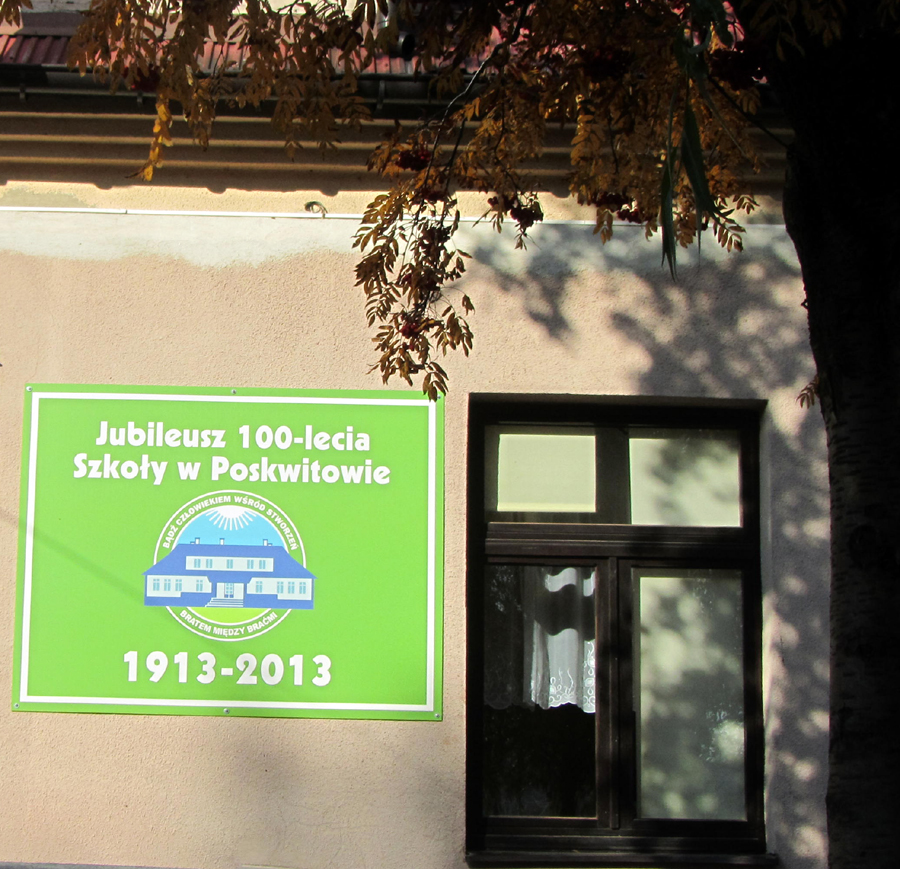 Jubileusz 100-lecia
Szkoły w Poskwitowie
BĄDŹ CZŁOWIEKIEM WŚRÓD STWORZEŃ
BRATEM MIĘDZY BRAĆMI
1913-2013